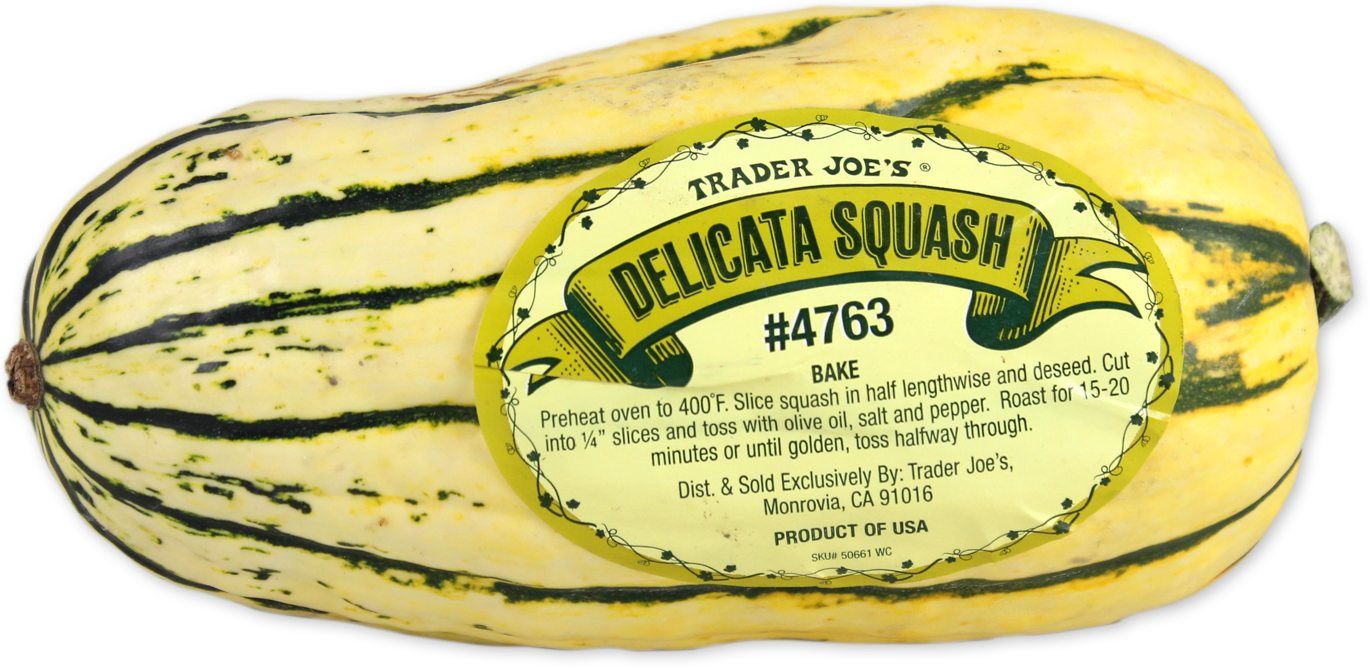 TRADER JOE'S ®
DELICATA SQUASH
#4763
BAKE
Preheat oven to 400°F. Slice squash in half lengthwise and deseed. Cut
into ¼” slices and toss with olive oil, salt and pepper. Roast for 15-20
minutes or until golden, toss halfway through.
Dist. & Sold Exclusively By: Trader Joe's,
Monrovia, CA 91016
PRODUCT OF USA
SKU# 50661 WC